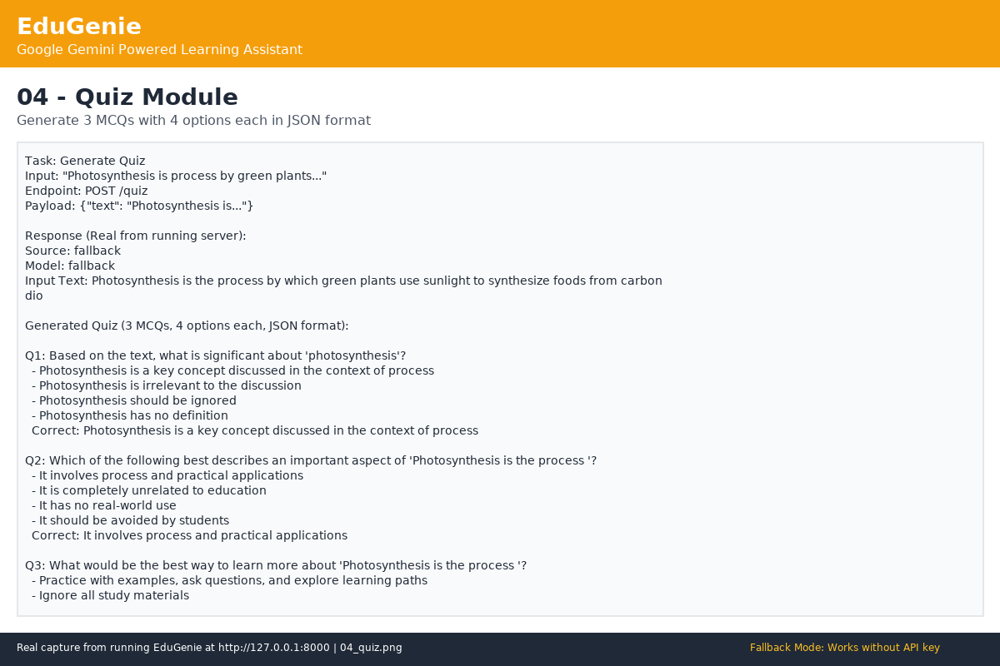 EduGenie
Google Gemini Powered Learning Assistant
04 - Quiz Module
Generate 3 MCQs with 4 options each in JSON format
Task: Generate Quiz
Input: "Photosynthesis is process by green plants..."
Endpoint: POST /quiz
Payload: {"text": "Photosynthesis is..."}
Response (Real from running server):
Source: fallback
Model: fallback
Input Text: Photosynthesis is the process by which green plants use sunlight to synthesize foods from carbon
dio
Generated Quiz (3 MCQs, 4 options each, JSON format):
Q1: Based on the text, what is significant about 'photosynthesis'?
- Photosynthesis is a key concept discussed in the context of process
- Photosynthesis is irrelevant to the discussion
- Photosynthesis should be ignored
- Photosynthesis has no definition
Correct: Photosynthesis is a key concept discussed in the context of process
Q2: Which of the following best describes an important aspect of 'Photosynthesis is the process '?
- It involves process and practical applications
- It is completely unrelated to education
- It has no real-world use
- It should be avoided by students
Correct: It involves process and practical applications
Q3: What would be the best way to learn more about 'Photosynthesis is the process '?
- Practice with examples, ask questions, and explore learning paths
- Ignore all study materials
Real capture from running EduGenie at http://127.0.0.1:8000 | 04_quiz.png
Fallback Mode: Works without API key